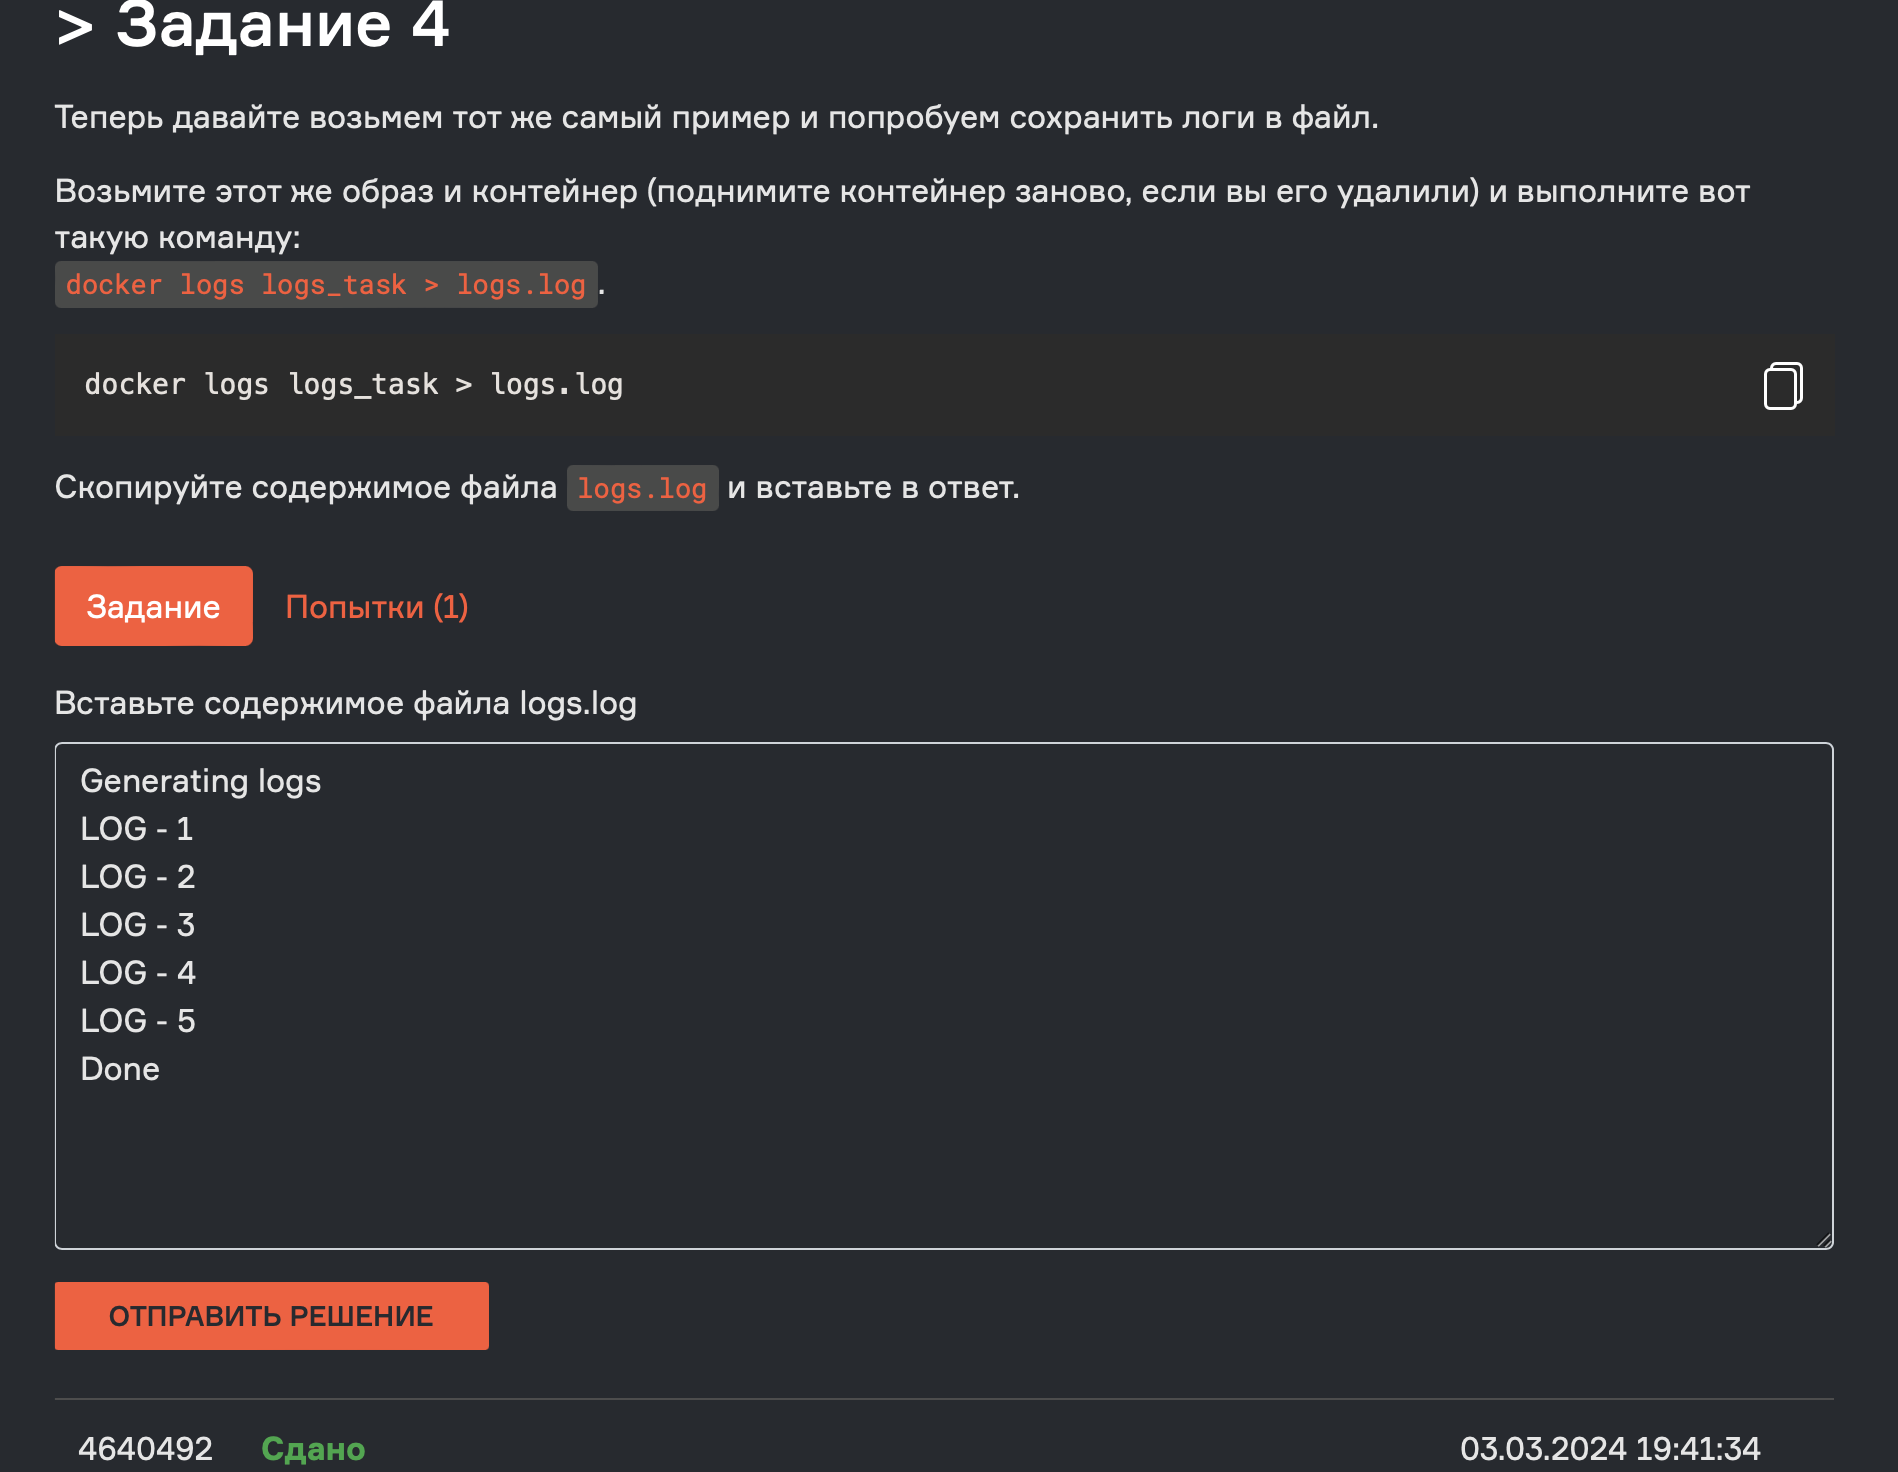 > Задание 4
Теперь давайте возьмем тот же самый пример и попробуем сохранить логи в файл.
Возьмите этот же образ и контейнер (поднимите контейнер заново, если вы его удалили) и выполните вот
такую команду:
docker logs logs_task > logs.log.
docker logs logs_task > logs.log
Скопируйте содержимое файла logs.log и вставьте в ответ.
Задание Попытки (1)
Вставьте содержимое файла logs.log
Generating logs
LOG - 1
LOG - 2
LOG - 3
LOG - 4
LOG - 5
Done
ОТПРАВИТЬ РЕШЕНИЕ
4640492 Сдано 03.03.2024 19:41:34